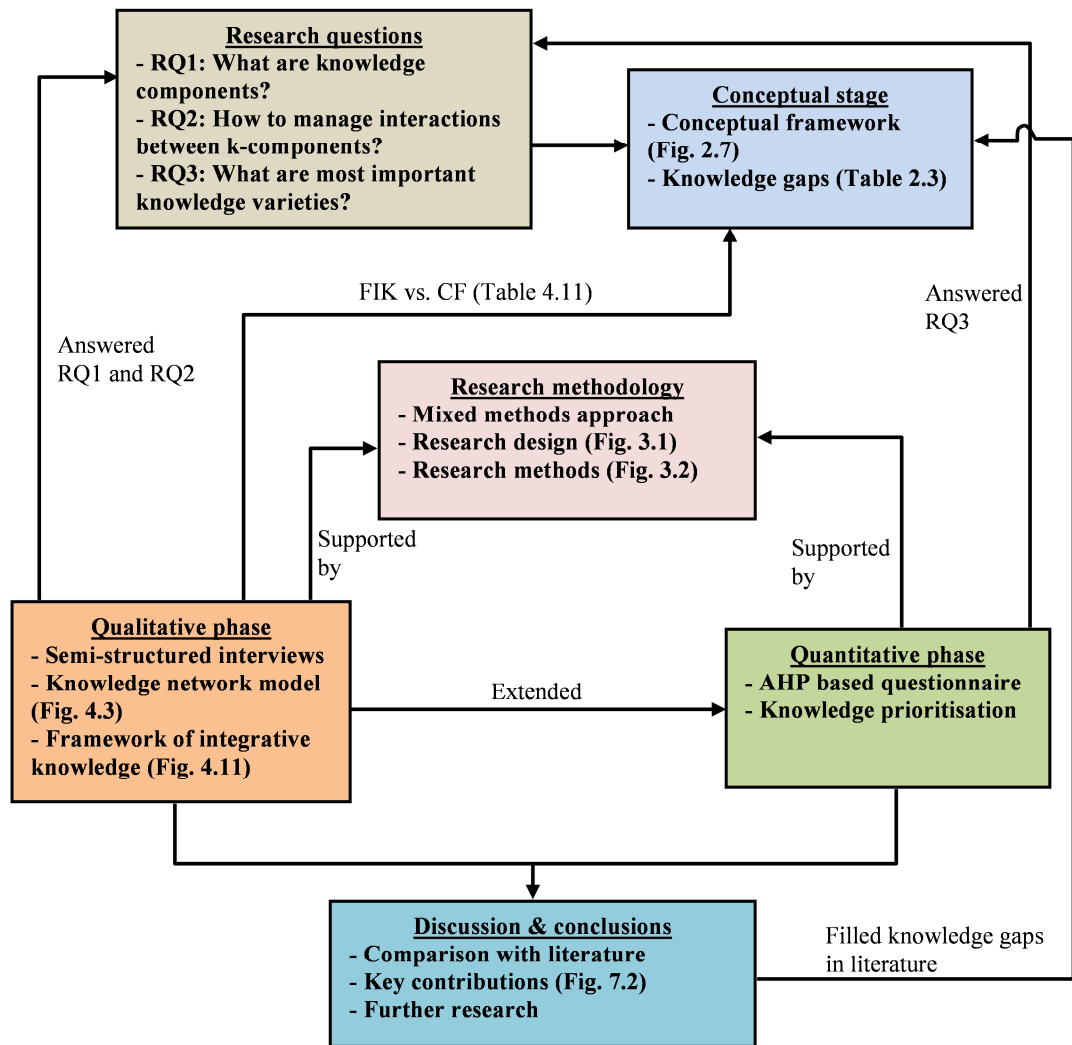 Research questions
- RQ1: What are knowledge
components?
- RQ2: How to manage interactions
between k-components?
- RQ3: What are most important
knowledge varieties?
Conceptual stage
- Conceptual framework
(Fig. 2.7)
- Knowledge gaps (Table 2.3)
FIK vs. CF (Table 4.11)
Answered
RQ3
Answered
RQ1 and RQ2
Research methodology
- Mixed methods approach
- Research design (Fig. 3.1)
- Research methods (Fig. 3.2)
Supported
by
Supported
by
Qualitative phase
- Semi-structured interviews
- Knowledge network model
(Fig. 4.3)
- Framework of integrative
knowledge (Fig. 4.11)
Extended
Quantitative phase
- AHP based questionnaire
- Knowledge prioritisation
Discussion & conclusions
- Comparison with literature
- Key contributions (Fig. 7.2)
- Further research
Filled knowledge gaps
in literature